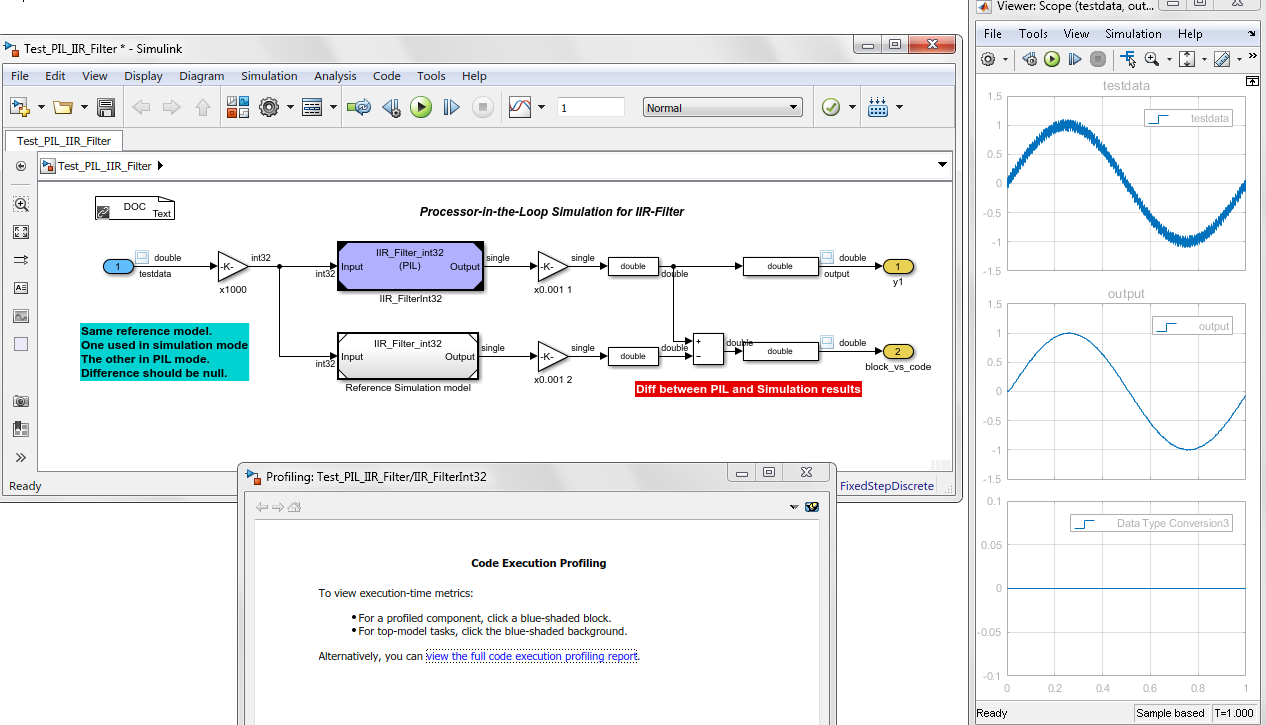 Test_PIL_IIR_Filter * - Simulink
File Edit View Display Diagram Simulation Analysis Code Tools Help
1 Normal
Test_PIL_IIR_Filter
Test_PIL_IIR_Filter
DOC
Text
Processor-in-the-Loop Simulation for IIR-Filter
1
double
testdata
-K-
x1000
int32
int32
Input
IIR_Filter_int32
(PIL)
Output
IIR_FilterInt32
single
-K-
x0.001 1
double
double
double
double
output
1
y1
Same reference model.
One used in simulation mode
The other in PIL mode.
Difference should be null.
int32
Input
IIR_Filter_int32
Output
Reference Simulation model
single
-K-
x0.001 2
double
double
+
−
double
double
double
2
block_vs_code
Diff between PIL and Simulation results
Ready
FixedStepDiscrete
Profiling: Test_PIL_IIR_Filter/IIR_FilterInt32
Code Execution Profiling
To view execution-time metrics:
• For a profiled component, click a blue-shaded block.
• For top-model tasks, click the blue-shaded background.
Alternatively, you can view the full code execution profiling report.
Viewer: Scope (testdata, out...
File Tools View Simulation Help
testdata
testdata
1.5
1
0.5
0
-0.5
-1
-1.5
output
output
1.5
1
0.5
0
-0.5
-1
-1.5
Data Type Conversion3
0.1
0.05
0
-0.05
-0.1
0 0.2 0.4 0.6 0.8 1
Ready Sample based T=1.000